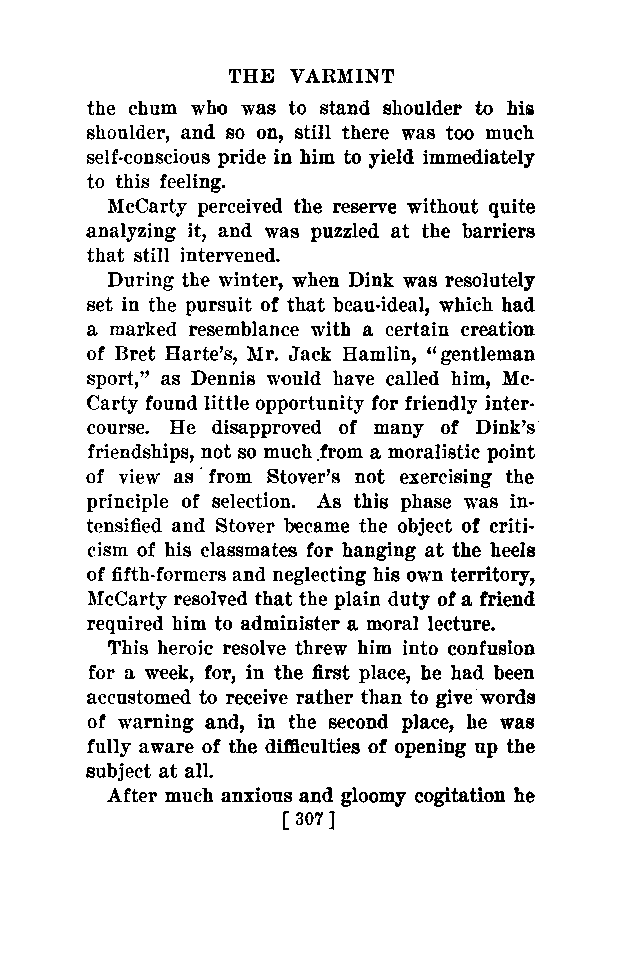 THE VARMINT
the chum who was to stand shoulder to his
shoulder, and so on, still there was too much
self-conscious pride in him to yield immediately
to this feeling.
McCarty perceived the reserve without quite
analyzing it, and was puzzled at the barriers
that still intervened.
During the winter, when Dink was resolutely
set in the pursuit of that beau-ideal, which had
a marked resemblance with a certain creation
of Bret Harte's, Mr. Jack Hamlin, "gentleman
sport," as Dennis would have called him, Mc-
Carty found little opportunity for friendly inter-
course. He disapproved of many of Dink's
friendships, not so much from a moralistic point
of view as from Stover's not exercising the
principle of selection. As this phase was in-
tensified and Stover became the object of criti-
cism of his classmates for hanging at the heels
of fifth-formers and neglecting his own territory,
McCarty resolved that the plain duty of a friend
required him to administer a moral lecture.
This heroic resolve threw him into confusion
for a week, for, in the first place, he had been
accustomed to receive rather than to give words
of warning and, in the second place, he was
fully aware of the difficulties of opening up the
subject at all.
After much anxious and gloomy cogitation he
[ 307 ]